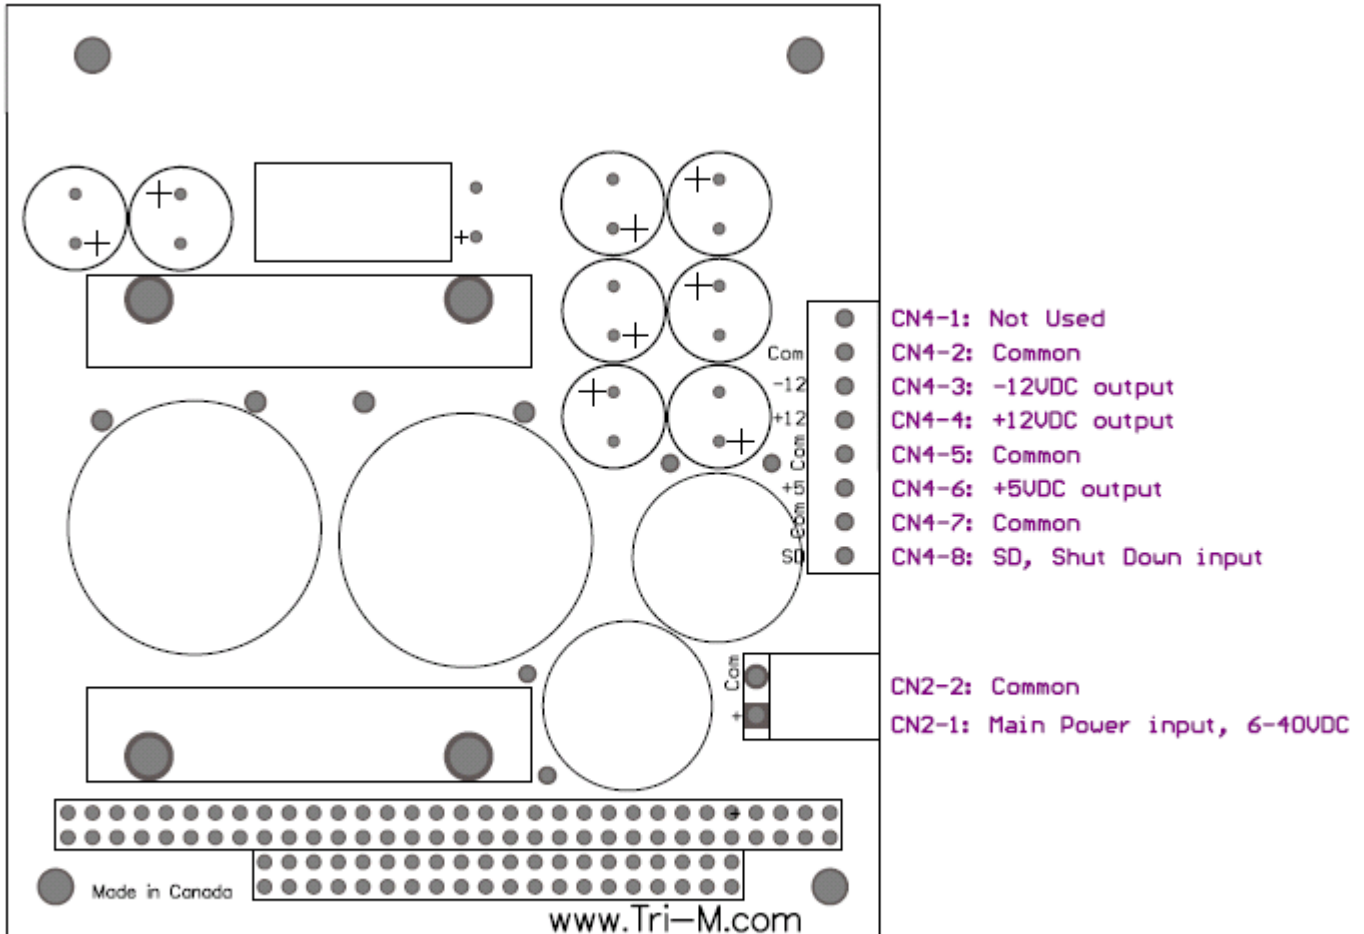 CN4-1: Not Used
Com CN4-2: Common
-12 CN4-3: -12VDC output
+12 CN4-4: +12VDC output
Com CN4-5: Common
+5 CN4-6: +5VDC output
Com CN4-7: Common
SD CN4-8: SD, Shut Down input
Com CN2-2: Common
+ CN2-1: Main Power input, 6-40VDC
Made in Canada
www.Tri-M.com